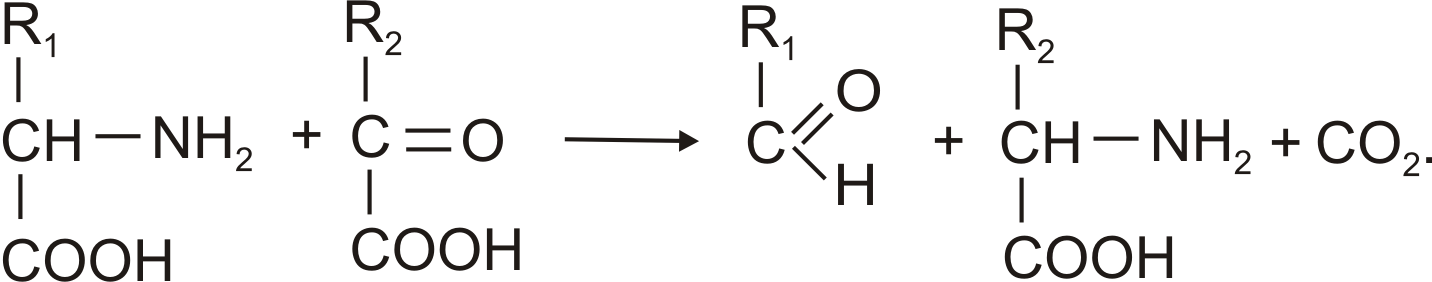 R₁ R₂ R₁ R₂
CH — NH₂ + C = O → C = O H + CH — NH₂ + CO₂.
COOH COOH COOH